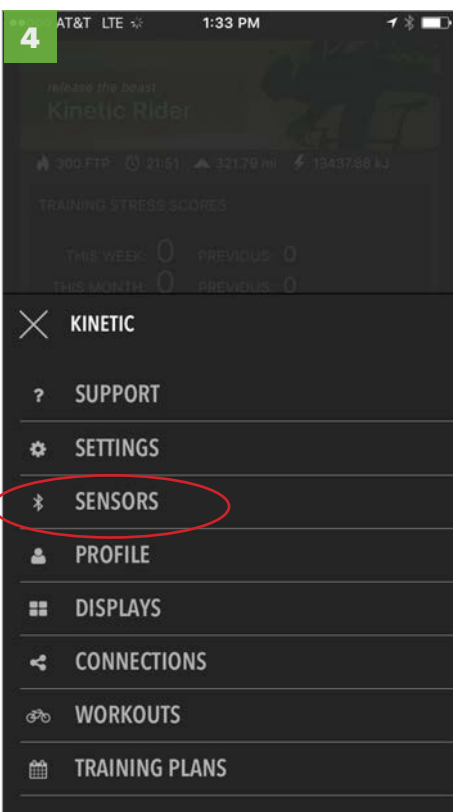 4
AT&T LTE 1:33 PM
release the beast
Kinetic Rider
300 FTP 21:51 321.79 mi 13437.88 kJ
TRAINING STRESS SCORES
THIS WEEK: 0 PREVIOUS: 0
THIS MONTH: 0 PREVIOUS: 0
KINETIC
? SUPPORT
SETTINGS
SENSORS
PROFILE
DISPLAYS
CONNECTIONS
WORKOUTS
TRAINING PLANS